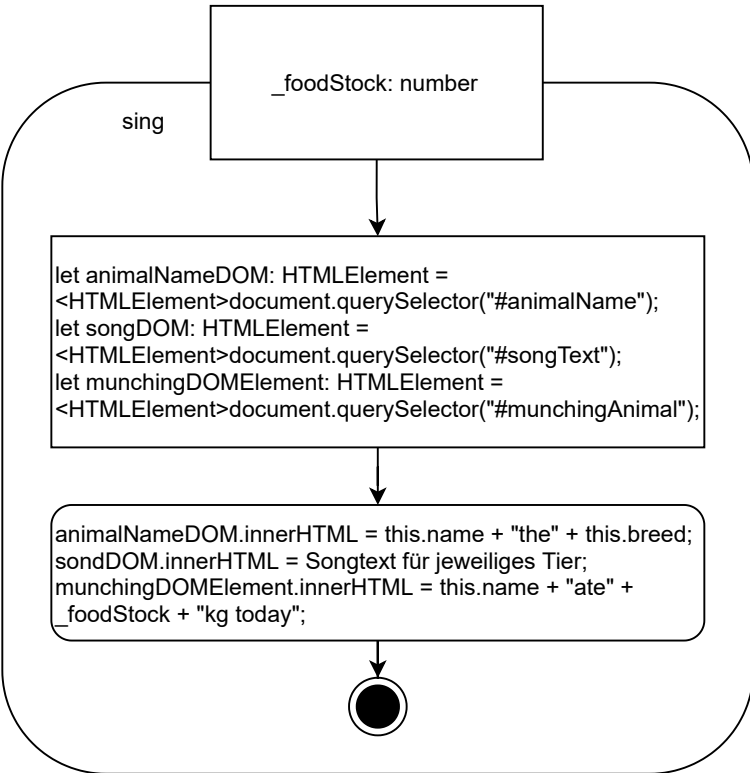 _foodStock: number
sing
let animalNameDOM: HTMLElement =
<HTMLElement>document.querySelector("#animalName");
let songDOM: HTMLElement =
<HTMLElement>document.querySelector("#songText");
let munchingDOMElement: HTMLElement =
<HTMLElement>document.querySelector("#munchingAnimal");
animalNameDOM.innerHTML = this.name + "the" + this.breed;
sondDOM.innerHTML = Songtext für jeweiliges Tier;
munchingDOMElement.innerHTML = this.name + "ate" +
_foodStock + "kg today";